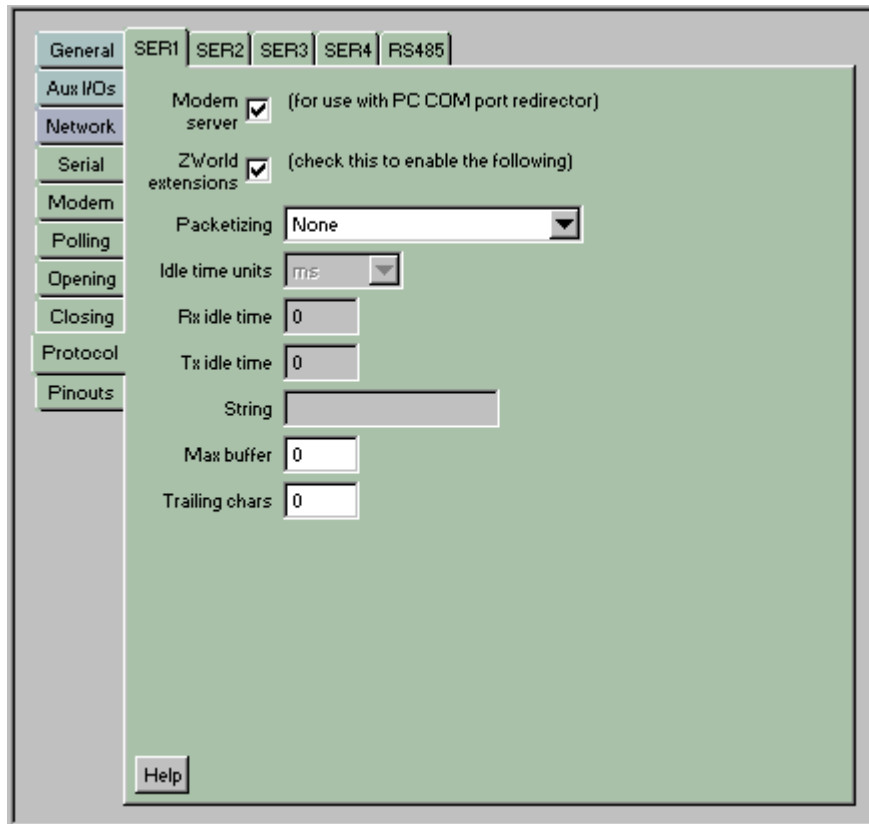 General
Aux I/Os
Network
Serial
Modem
Polling
Opening
Closing
Protocol
Pinouts
SER1 SER2 SER3 SER4 RS485
Modem server (for use with PC COM port redirector)
ZWorld extensions (check this to enable the following)
Packetizing None
Idle time units ms
Rx idle time 0
Tx idle time 0
String
Max buffer 0
Trailing chars 0
Help